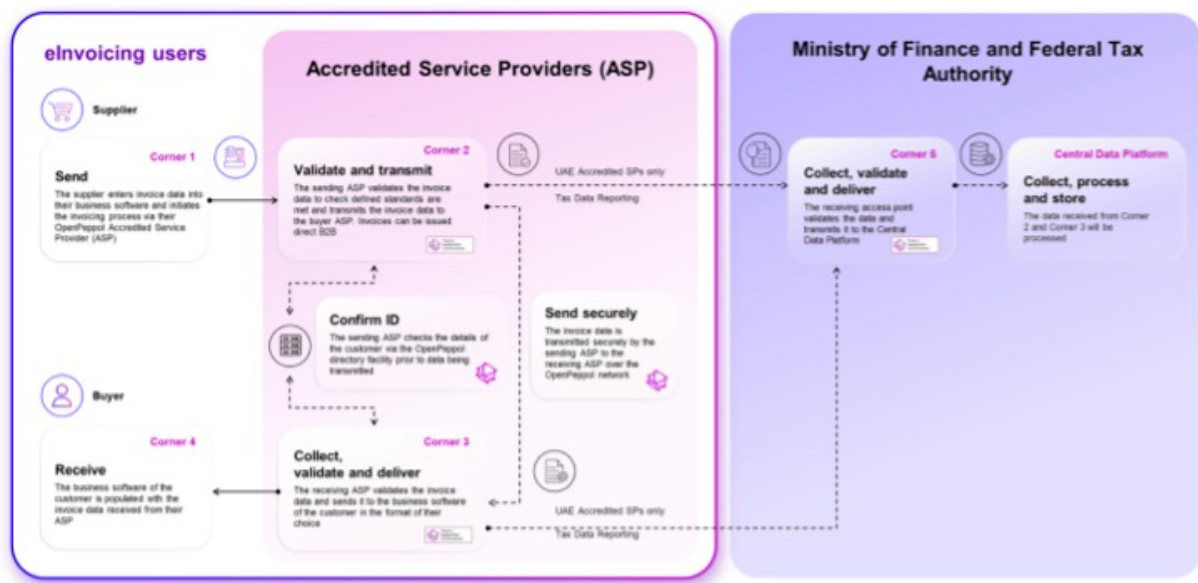 eInvoicing users
Accredited Service Providers (ASP)
Ministry of Finance and Federal Tax
Authority
Supplier
Corner 1
Send
The supplier enters invoice data into
their business software and initiates
the invoicing process via their
OpenPeppol Accredited Service
Provider (ASP)
Corner 2
Validate and transmit
The sending ASP validates the invoice
data to check defined standards are
met and transmits the invoice data to
the buyer ASP. Invoices can be issued
direct B2B
UAE Accredited SPs only
Tax Data Reporting
Corner 5
Collect, validate
and deliver
The receiving access point
validates the data and
transmits it to the Central
Data Platform
Central Data Platform
Collect, process
and store
The data received from Corner
2 and Corner 3 will be
processed
Confirm ID
The sending ASP checks the details of
the customer via the OpenPeppol
directory facility prior to data being
transmitted
Send securely
The invoice data is
transmitted securely by the
sending ASP to the
receiving ASP over the
OpenPeppol network
Buyer
Corner 4
Receive
The business software of the
customer is populated with the
invoice data received from their
ASP
Corner 3
Collect,
validate and deliver
The receiving ASP validates the invoice
data and sends it to the business software
of the customer in the format of their
choice
UAE Accredited SPs only
Tax Data Reporting